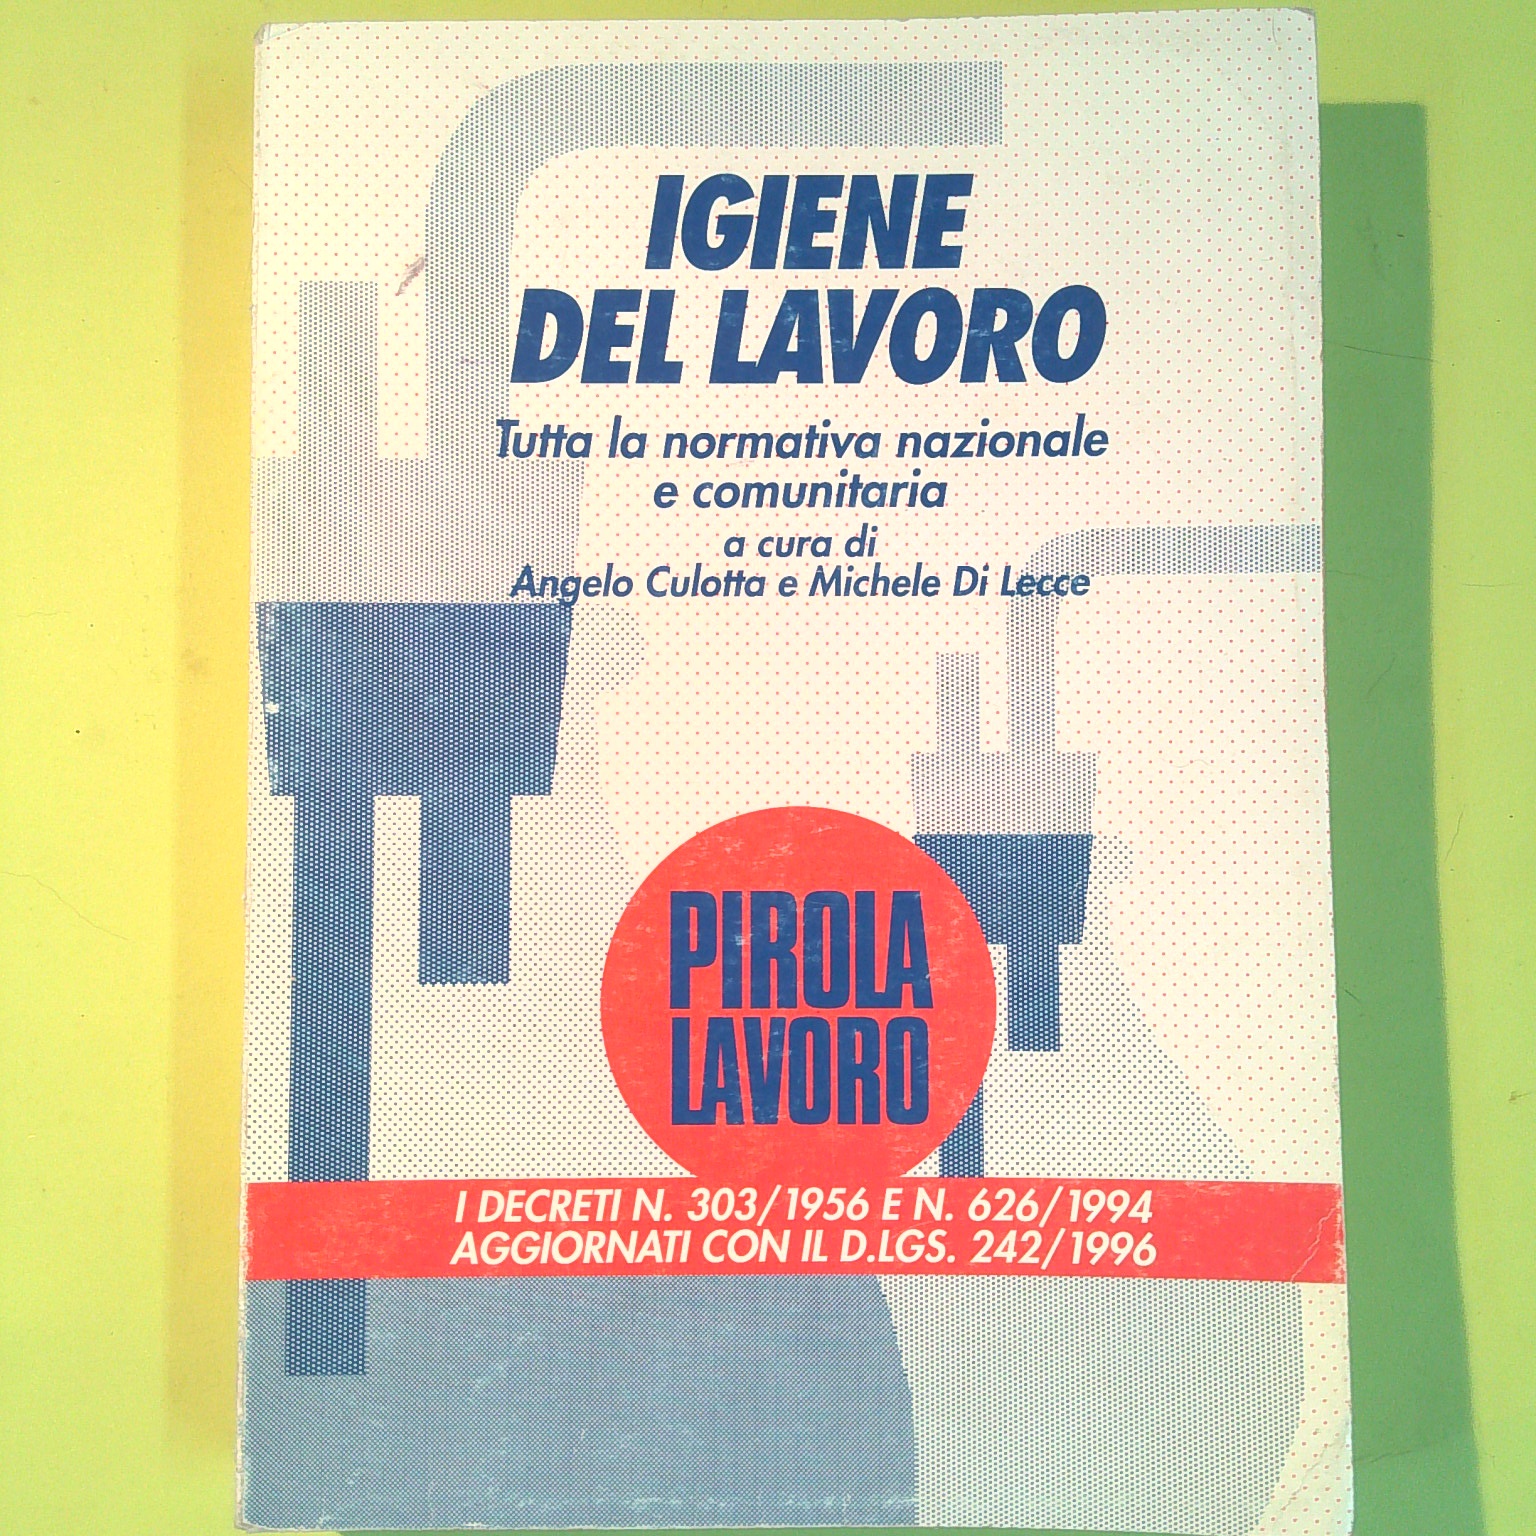 IGIENE
DEL LAVORO
Tutta la normativa nazionale
e comunitaria
a cura di
Angelo Culotta e Michele Di Lecce
PIROLA
LAVORO
I DECRETI N. 303/1956 E N. 626/1994
AGGIORNATI CON IL D.LGS. 242/1996